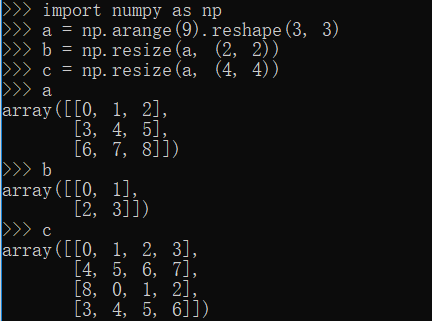 >>> import numpy as np
>>> a = np.arange(9).reshape(3, 3)
>>> b = np.resize(a, (2, 2))
>>> c = np.resize(a, (4, 4))
>>> a
array([[0, 1, 2],
       [3, 4, 5],
       [6, 7, 8]])
>>> b
array([[0, 1],
       [2, 3]])
>>> c
array([[0, 1, 2, 3],
       [4, 5, 6, 7],
       [8, 0, 1, 2],
       [3, 4, 5, 6]])